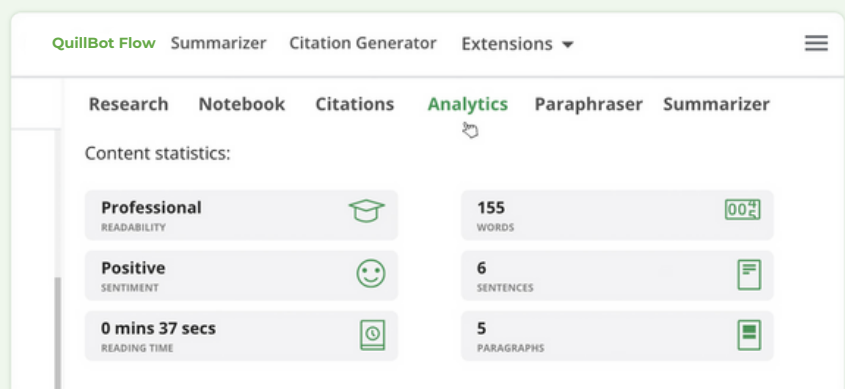 QuillBot Flow Summarizer Citation Generator Extensions
Research Notebook Citations Analytics Paraphraser Summarizer
Content statistics:
Professional
READABILITY
155
WORDS
Positive
SENTIMENT
6
SENTENCES
0 mins 37 secs
READING TIME
5
PARAGRAPHS